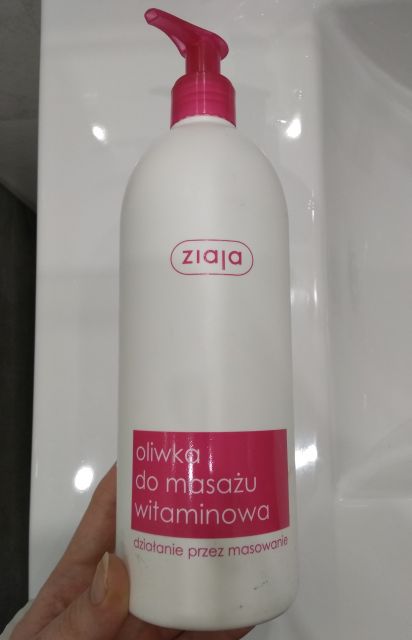 ziaja
oliwka
do masażu
witaminowa
działanie przez masowanie